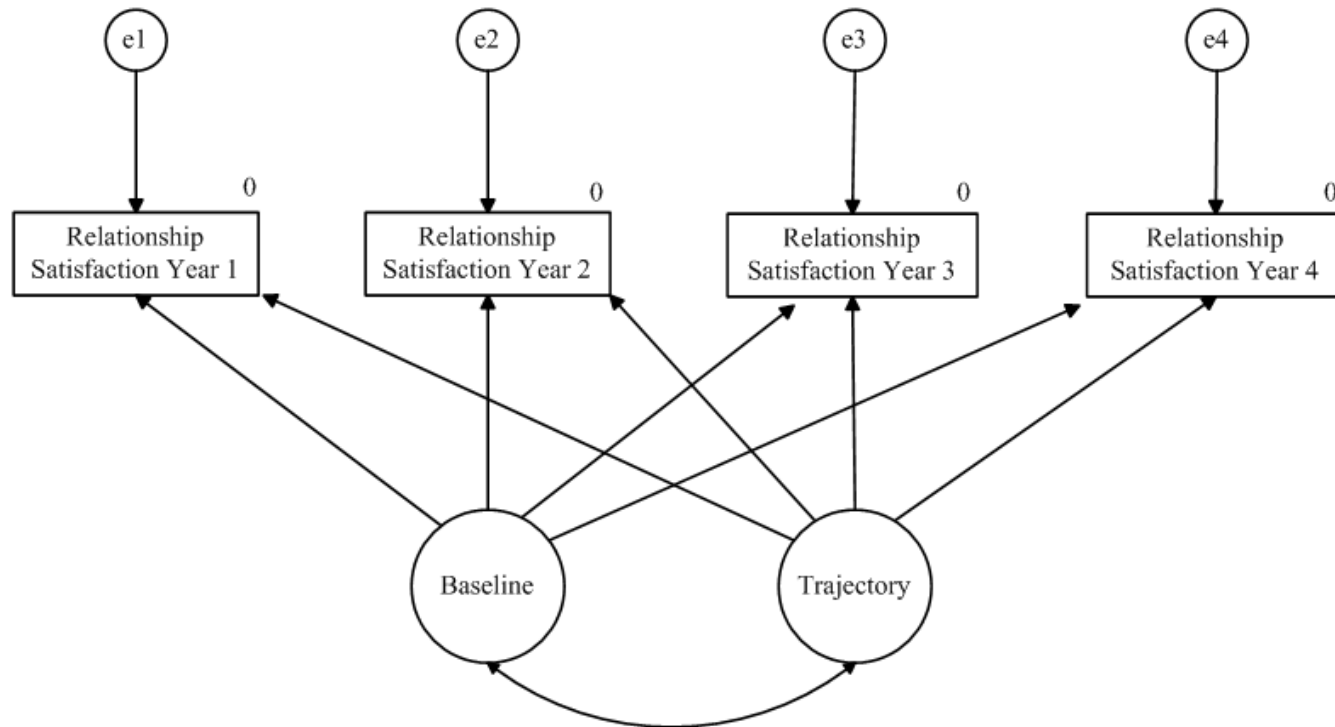 e1
e2
e3
e4
0
0
0
0
Relationship
Satisfaction Year 1
Relationship
Satisfaction Year 2
Relationship
Satisfaction Year 3
Relationship
Satisfaction Year 4
Baseline
Trajectory